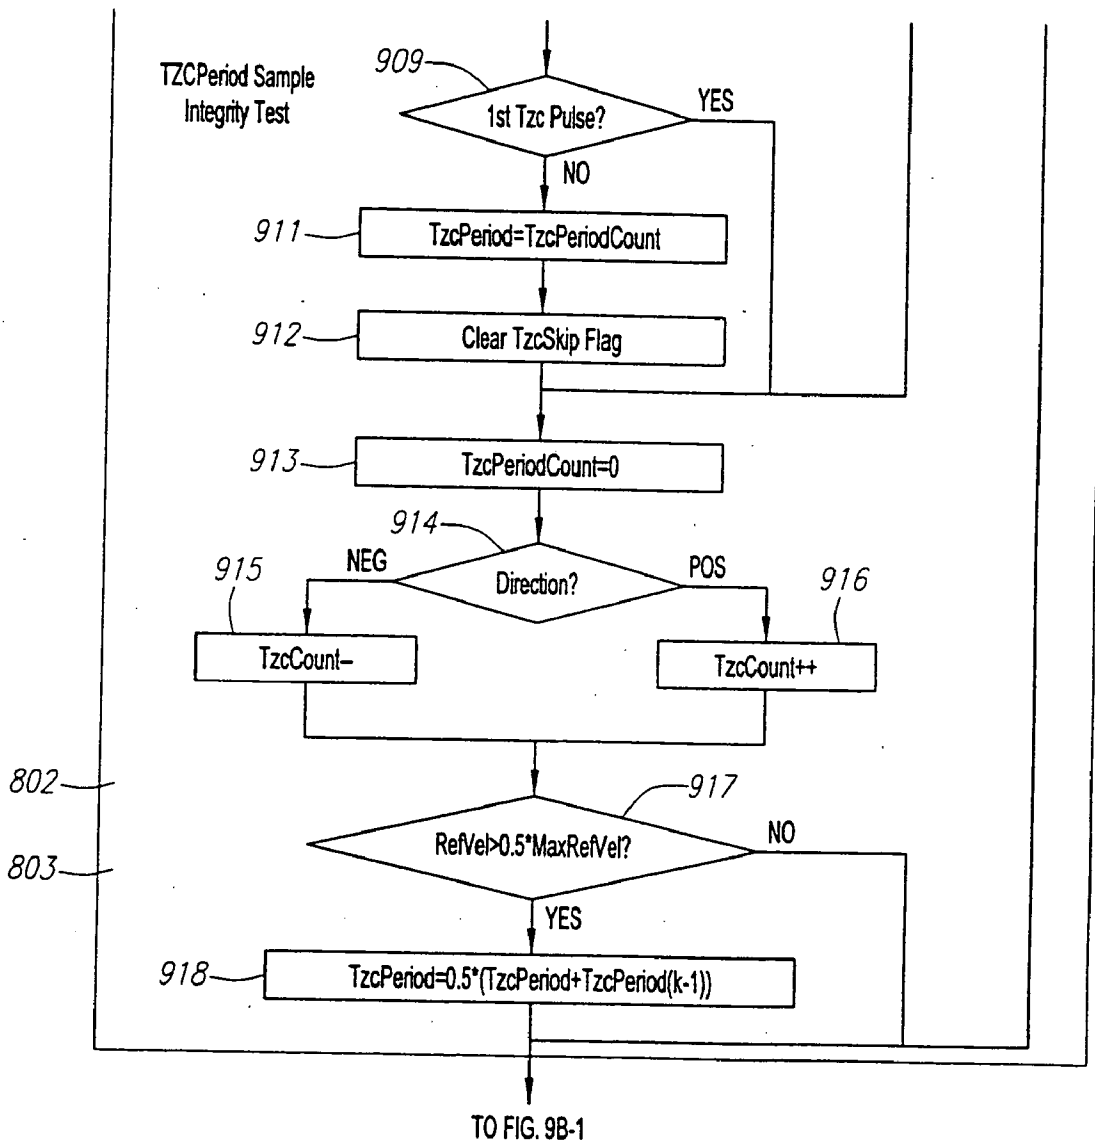 TZCPeriod Sample
Integrity Test
909
1st Tzc Pulse?
YES
NO
911
TzcPeriod=TzcPeriodCount
912
Clear TzcSkip Flag
913
TzcPeriodCount=0
914
NEG
Direction?
POS
915
916
TzcCount–
TzcCount++
802
917
RefVel>0.5*MaxRefVel?
NO
803
YES
918
TzcPeriod=0.5*(TzcPeriod+TzcPeriod(k-1))
TO FIG. 9B-1